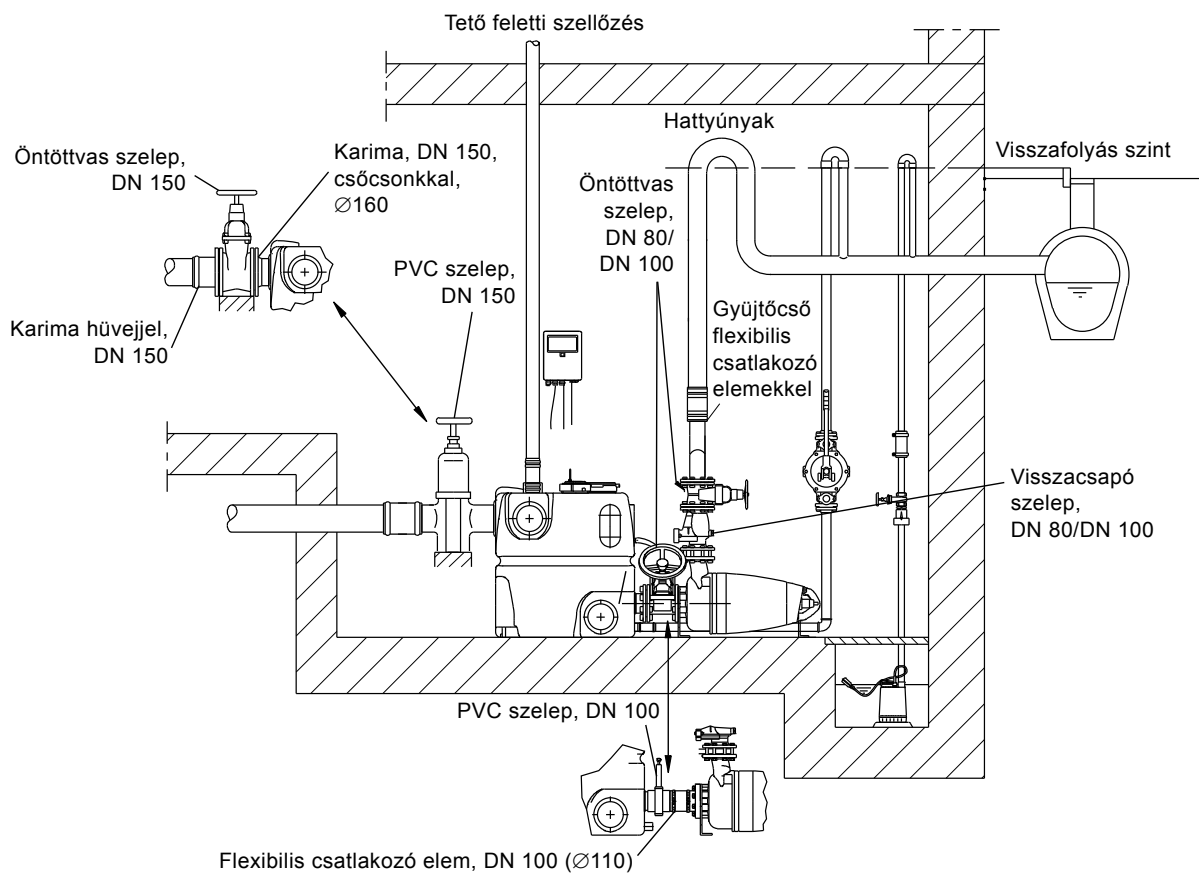 Tető feletti szellőzés
Hattyúnyak
Öntöttvas szelep,
DN 150
Karima, DN 150,
csőcsonkkal,
∅160
Visszafolyás szint
Öntöttvas
szelep,
DN 80/
DN 100
PVC szelep,
DN 150
Karima hüvejjel,
DN 150
Gyüjtőcső
flexibilis
csatlakozó
elemekkel
Visszacsapó
szelep,
DN 80/DN 100
PVC szelep, DN 100
Flexibilis csatlakozó elem, DN 100 (∅110)